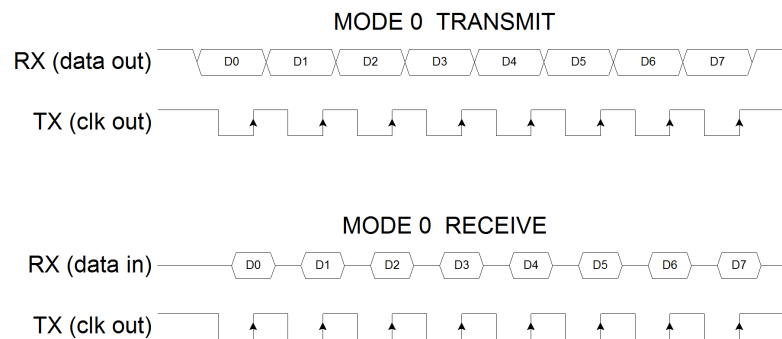 MODE 0 TRANSMIT
RX (data out) D0 D1 D2 D3 D4 D5 D6 D7
TX (clk out)
MODE 0 RECEIVE
RX (data in) D0 D1 D2 D3 D4 D5 D6 D7
TX (clk out)